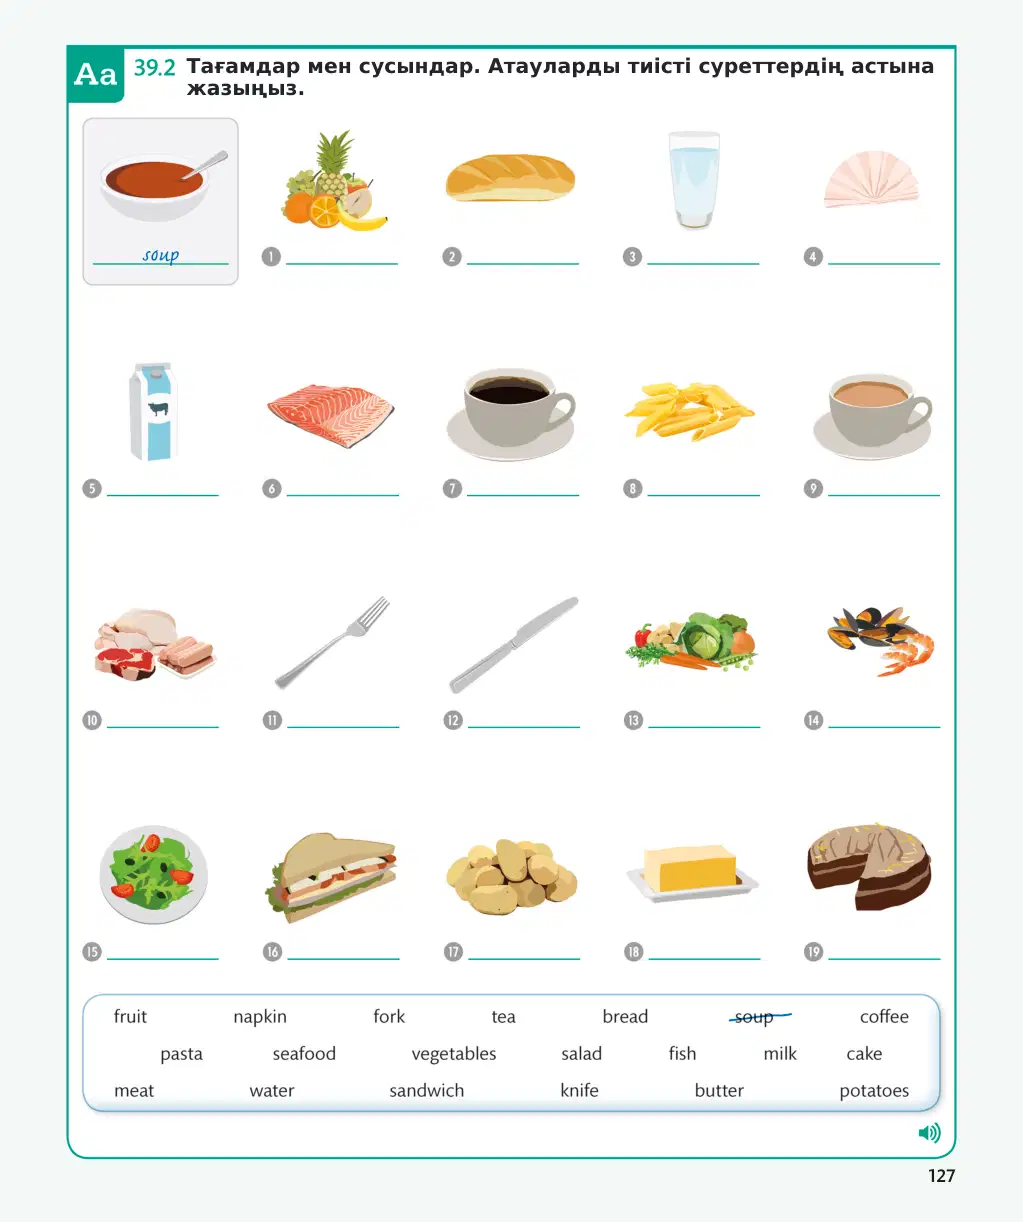 Aa 39.2 Тағамдар мен сусындар. Атауларды тиісті суреттердің астына
жазыңыз.
soup
1 2 3 4
5 6 7 8 9
10 11 12 13 14
15 16 17 18 19
fruit napkin fork tea bread soup coffee
pasta seafood vegetables salad fish milk cake
meat water sandwich knife butter potatoes
127